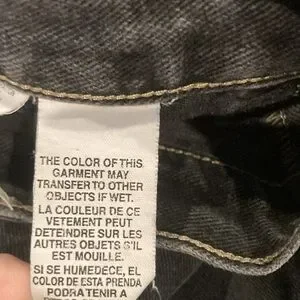 THE COLOR OF THIS
GARMENT MAY
TRANSFER TO OTHER
OBJECTS IF WET.
LA COULEUR DE CE
VETEMENT PEUT
DETEINDRE SUR LES
AUTRES OBJETS S'IL
EST MOUILLE.
SI SE HUMEDECE, EL
COLOR DE ESTA PRENDA
PODRA TENIR A